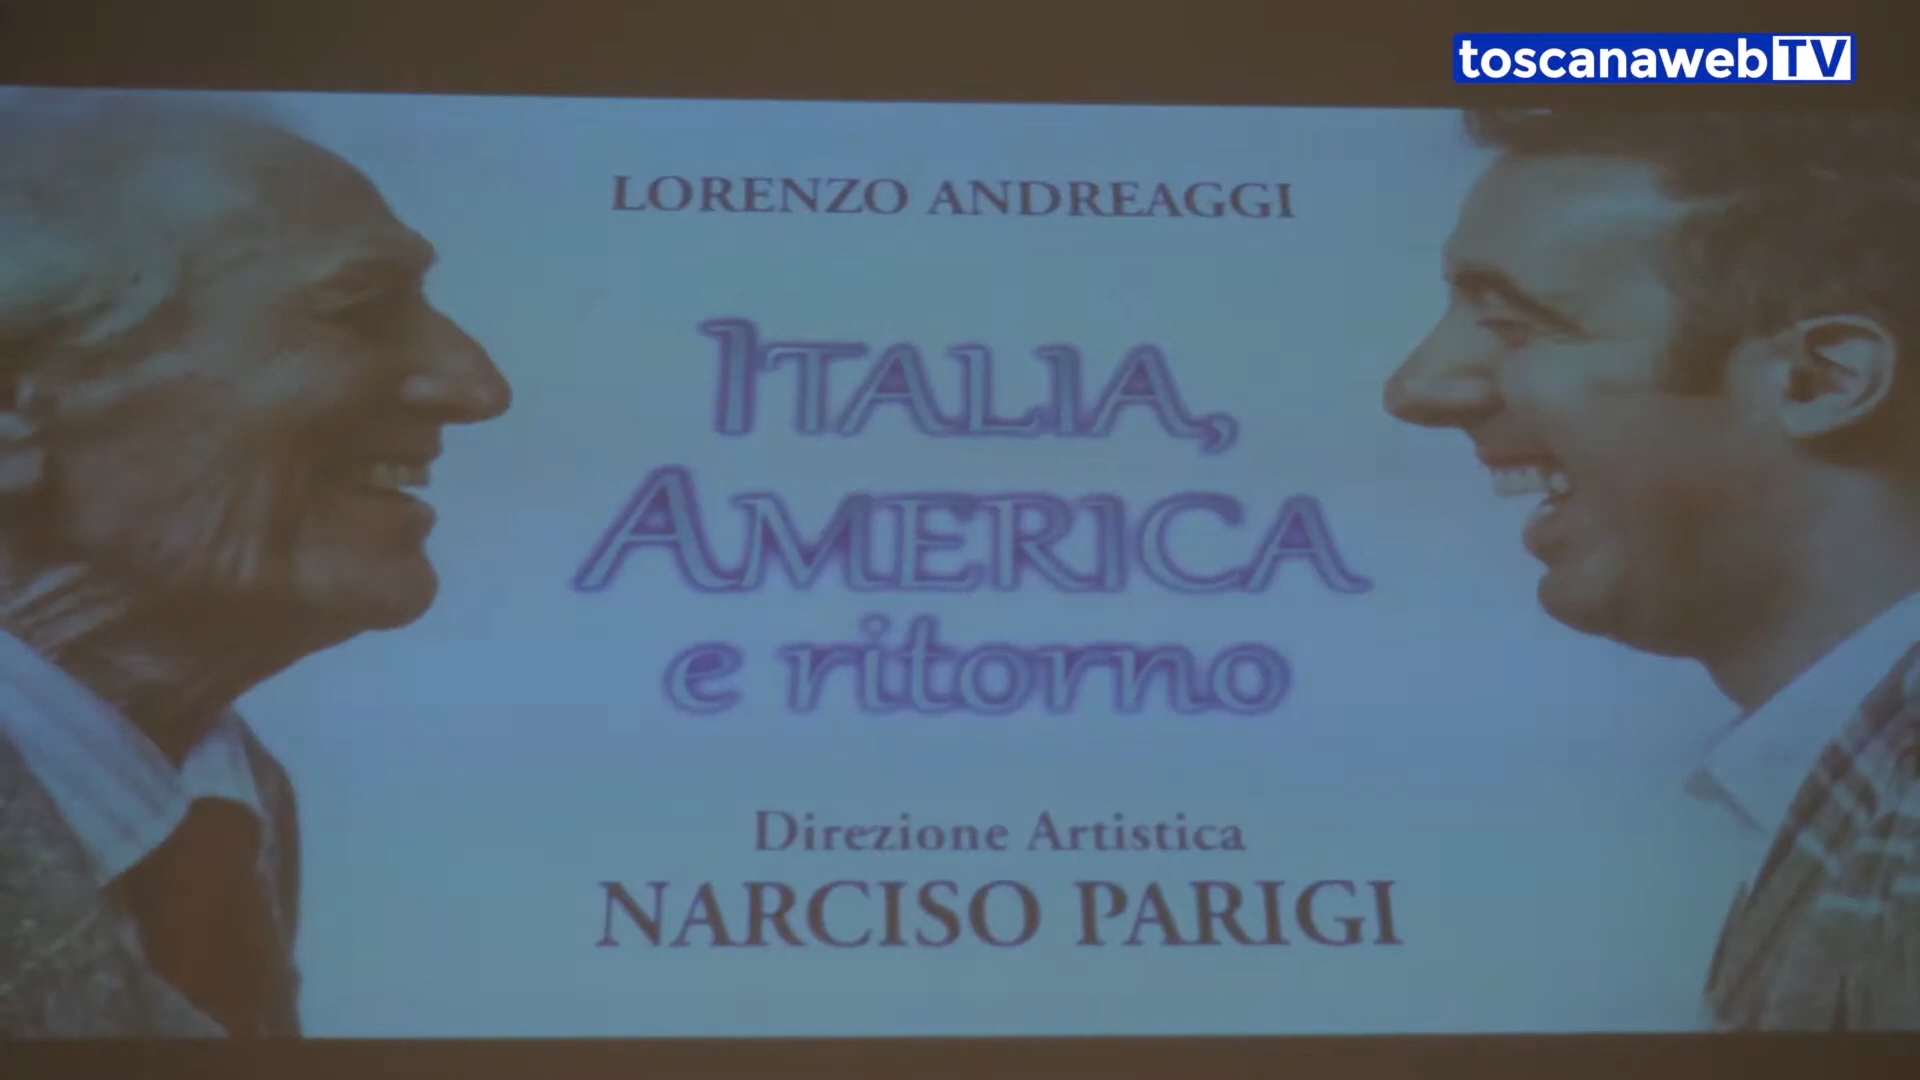 toscanawebTV
LORENZO ANDREAGGI
ITALIA,
AMERICA
e ritorno
Direzione Artistica
NARCISO PARIGI